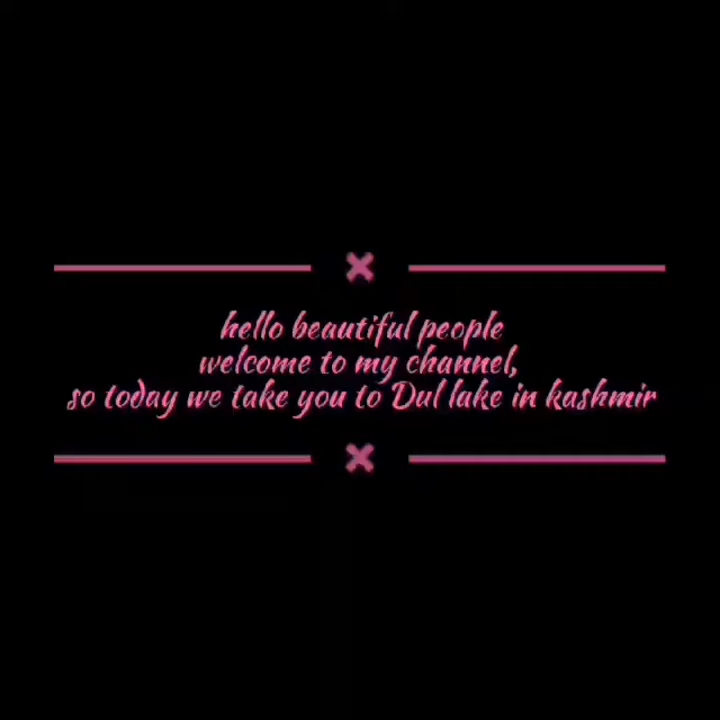 hello beautiful people
welcome to my channel,
so today we take you to Dul lake in kashmir